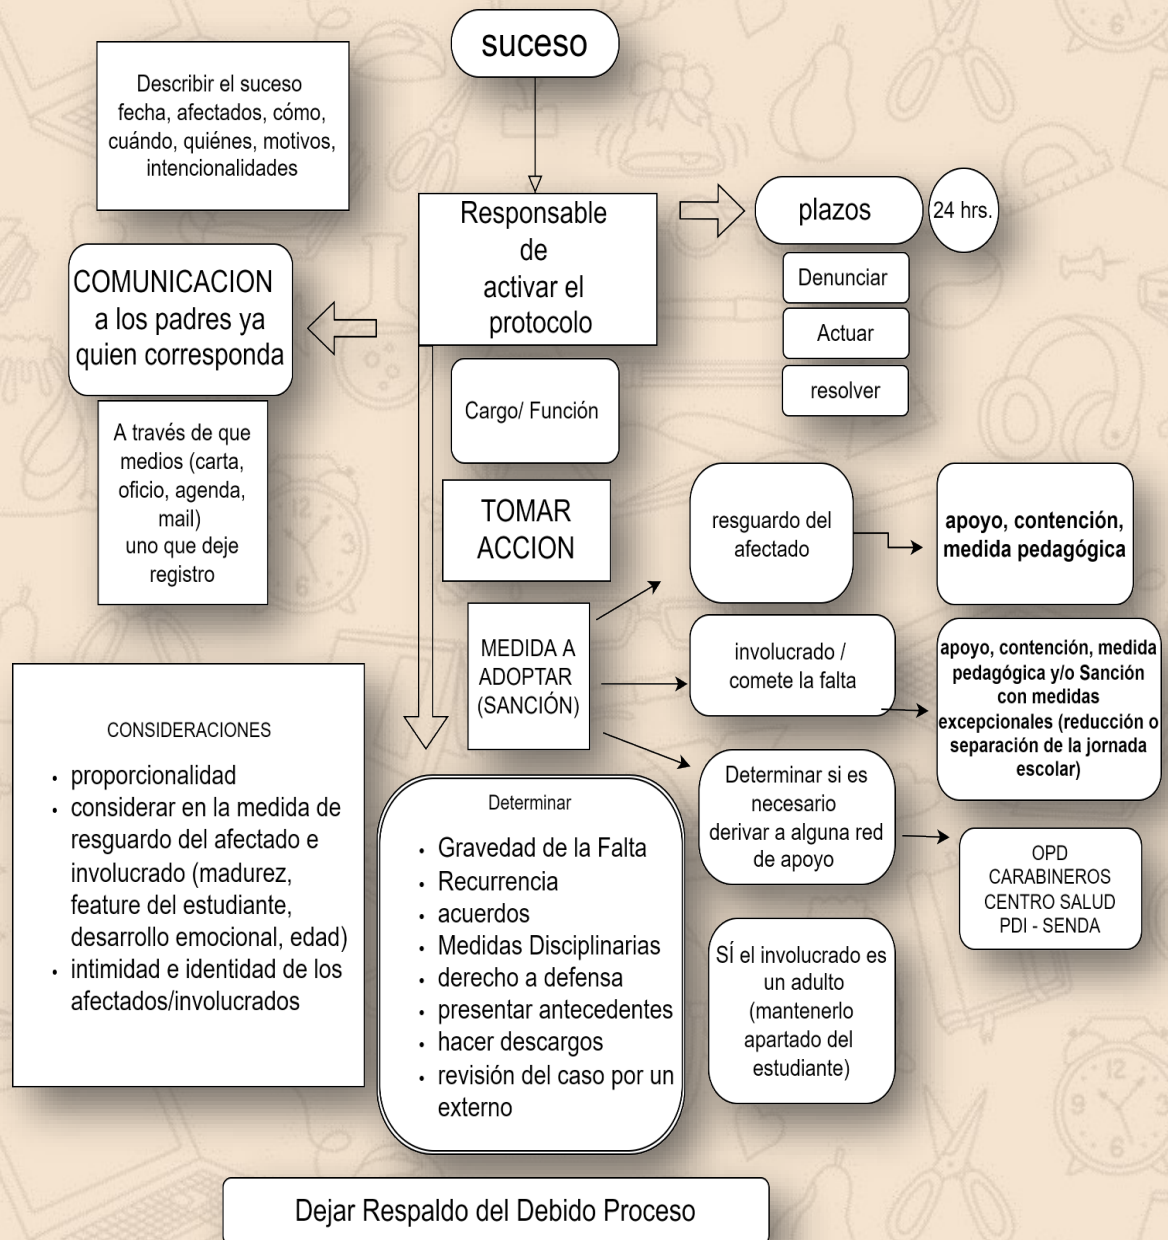 suceso
Describir el suceso
fecha, afectados, cómo,
cuándo, quiénes, motivos,
intencionalidades
Responsable
de
activar el
protocolo
plazos
24 hrs.
Denunciar
Actuar
resolver
COMUNICACION
a los padres ya
quien corresponda
A través de que
medios (carta,
oficio, agenda,
mail)
uno que deje
registro
Cargo/ Función
TOMAR
ACCION
MEDIDA A
ADOPTAR
(SANCIÓN)
resguardo del
afectado
apoyo, contención,
medida pedagógica
involucrado /
comete la falta
apoyo, contención, medida
pedagógica y/o Sanción
con medidas
excepcionales (reducción o
separación de la jornada
escolar)
Determinar si es
necesario
derivar a alguna red
de apoyo
OPD
CARABINEROS
CENTRO SALUD
PDI - SENDA
SÍ el involucrado es
un adulto
(mantenerlo
apartado del
estudiante)
CONSIDERACIONES
• proporcionalidad
• considerar en la medida de
resguardo del afectado e
involucrado (madurez,
feature del estudiante,
desarrollo emocional, edad)
• intimidad e identidad de los
afectados/involucrados
Determinar
• Gravedad de la Falta
• Recurrencia
• acuerdos
• Medidas Disciplinarias
• derecho a defensa
• presentar antecedentes
• hacer descargos
• revisión del caso por un
externo
Dejar Respaldo del Debido Proceso